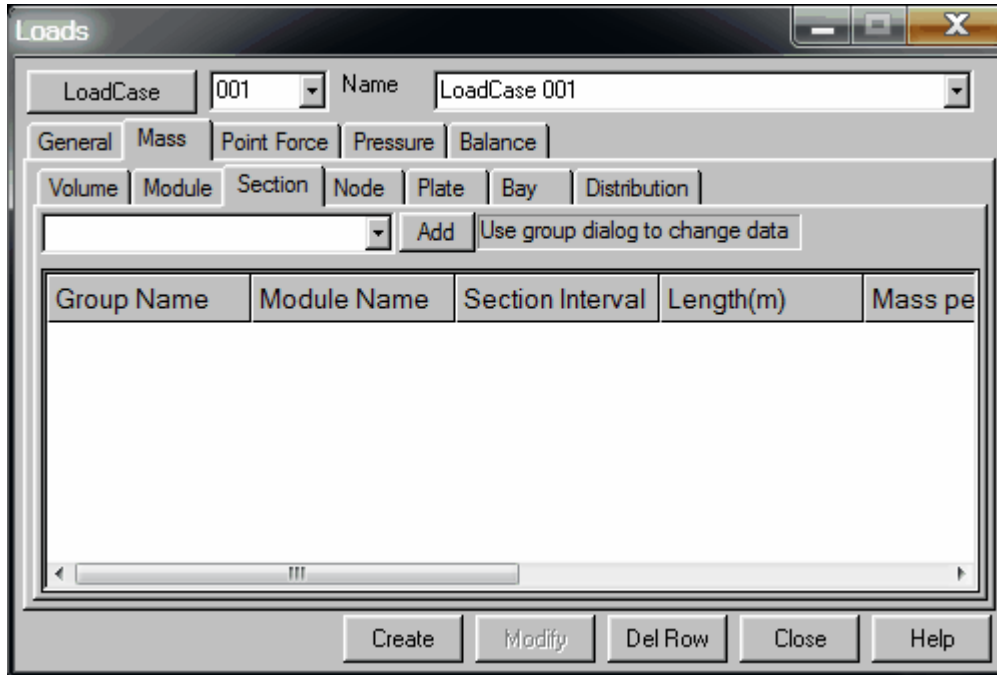 Loads
LoadCase 001 Name LoadCase 001
General Mass Point Force Pressure Balance
Volume Module Section Node Plate Bay Distribution
Add Use group dialog to change data
Group Name Module Name Section Interval Length(m) Mass pe
Create Modify Del Row Close Help